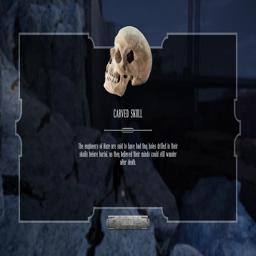 CARVED SKULL
The engineers of Oban are said to have had tiny holes drilled in their
skulls before burial, as they believed their minds could still wander
after death.